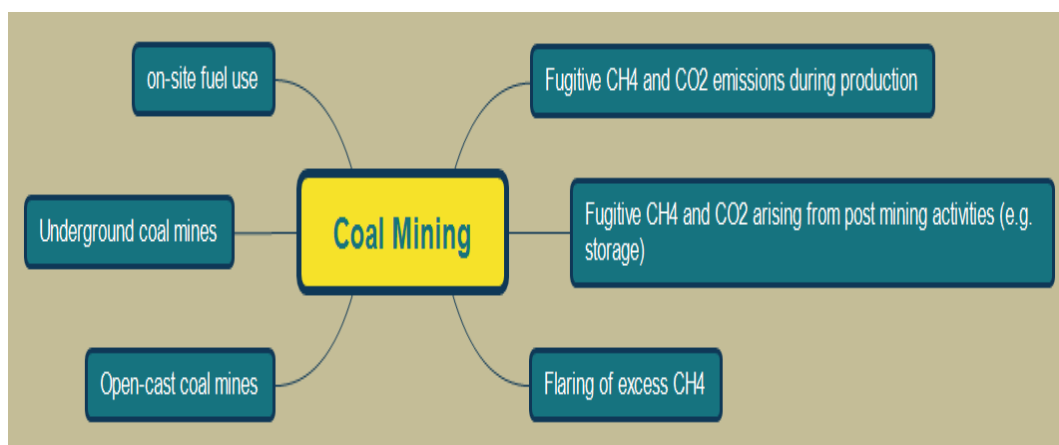 on-site fuel use
Fugitive CH4 and CO2 emissions during production
Underground coal mines
Coal Mining
Fugitive CH4 and CO2 arising from post mining activities (e.g.
storage)
Open-cast coal mines
Flaring of excess CH4